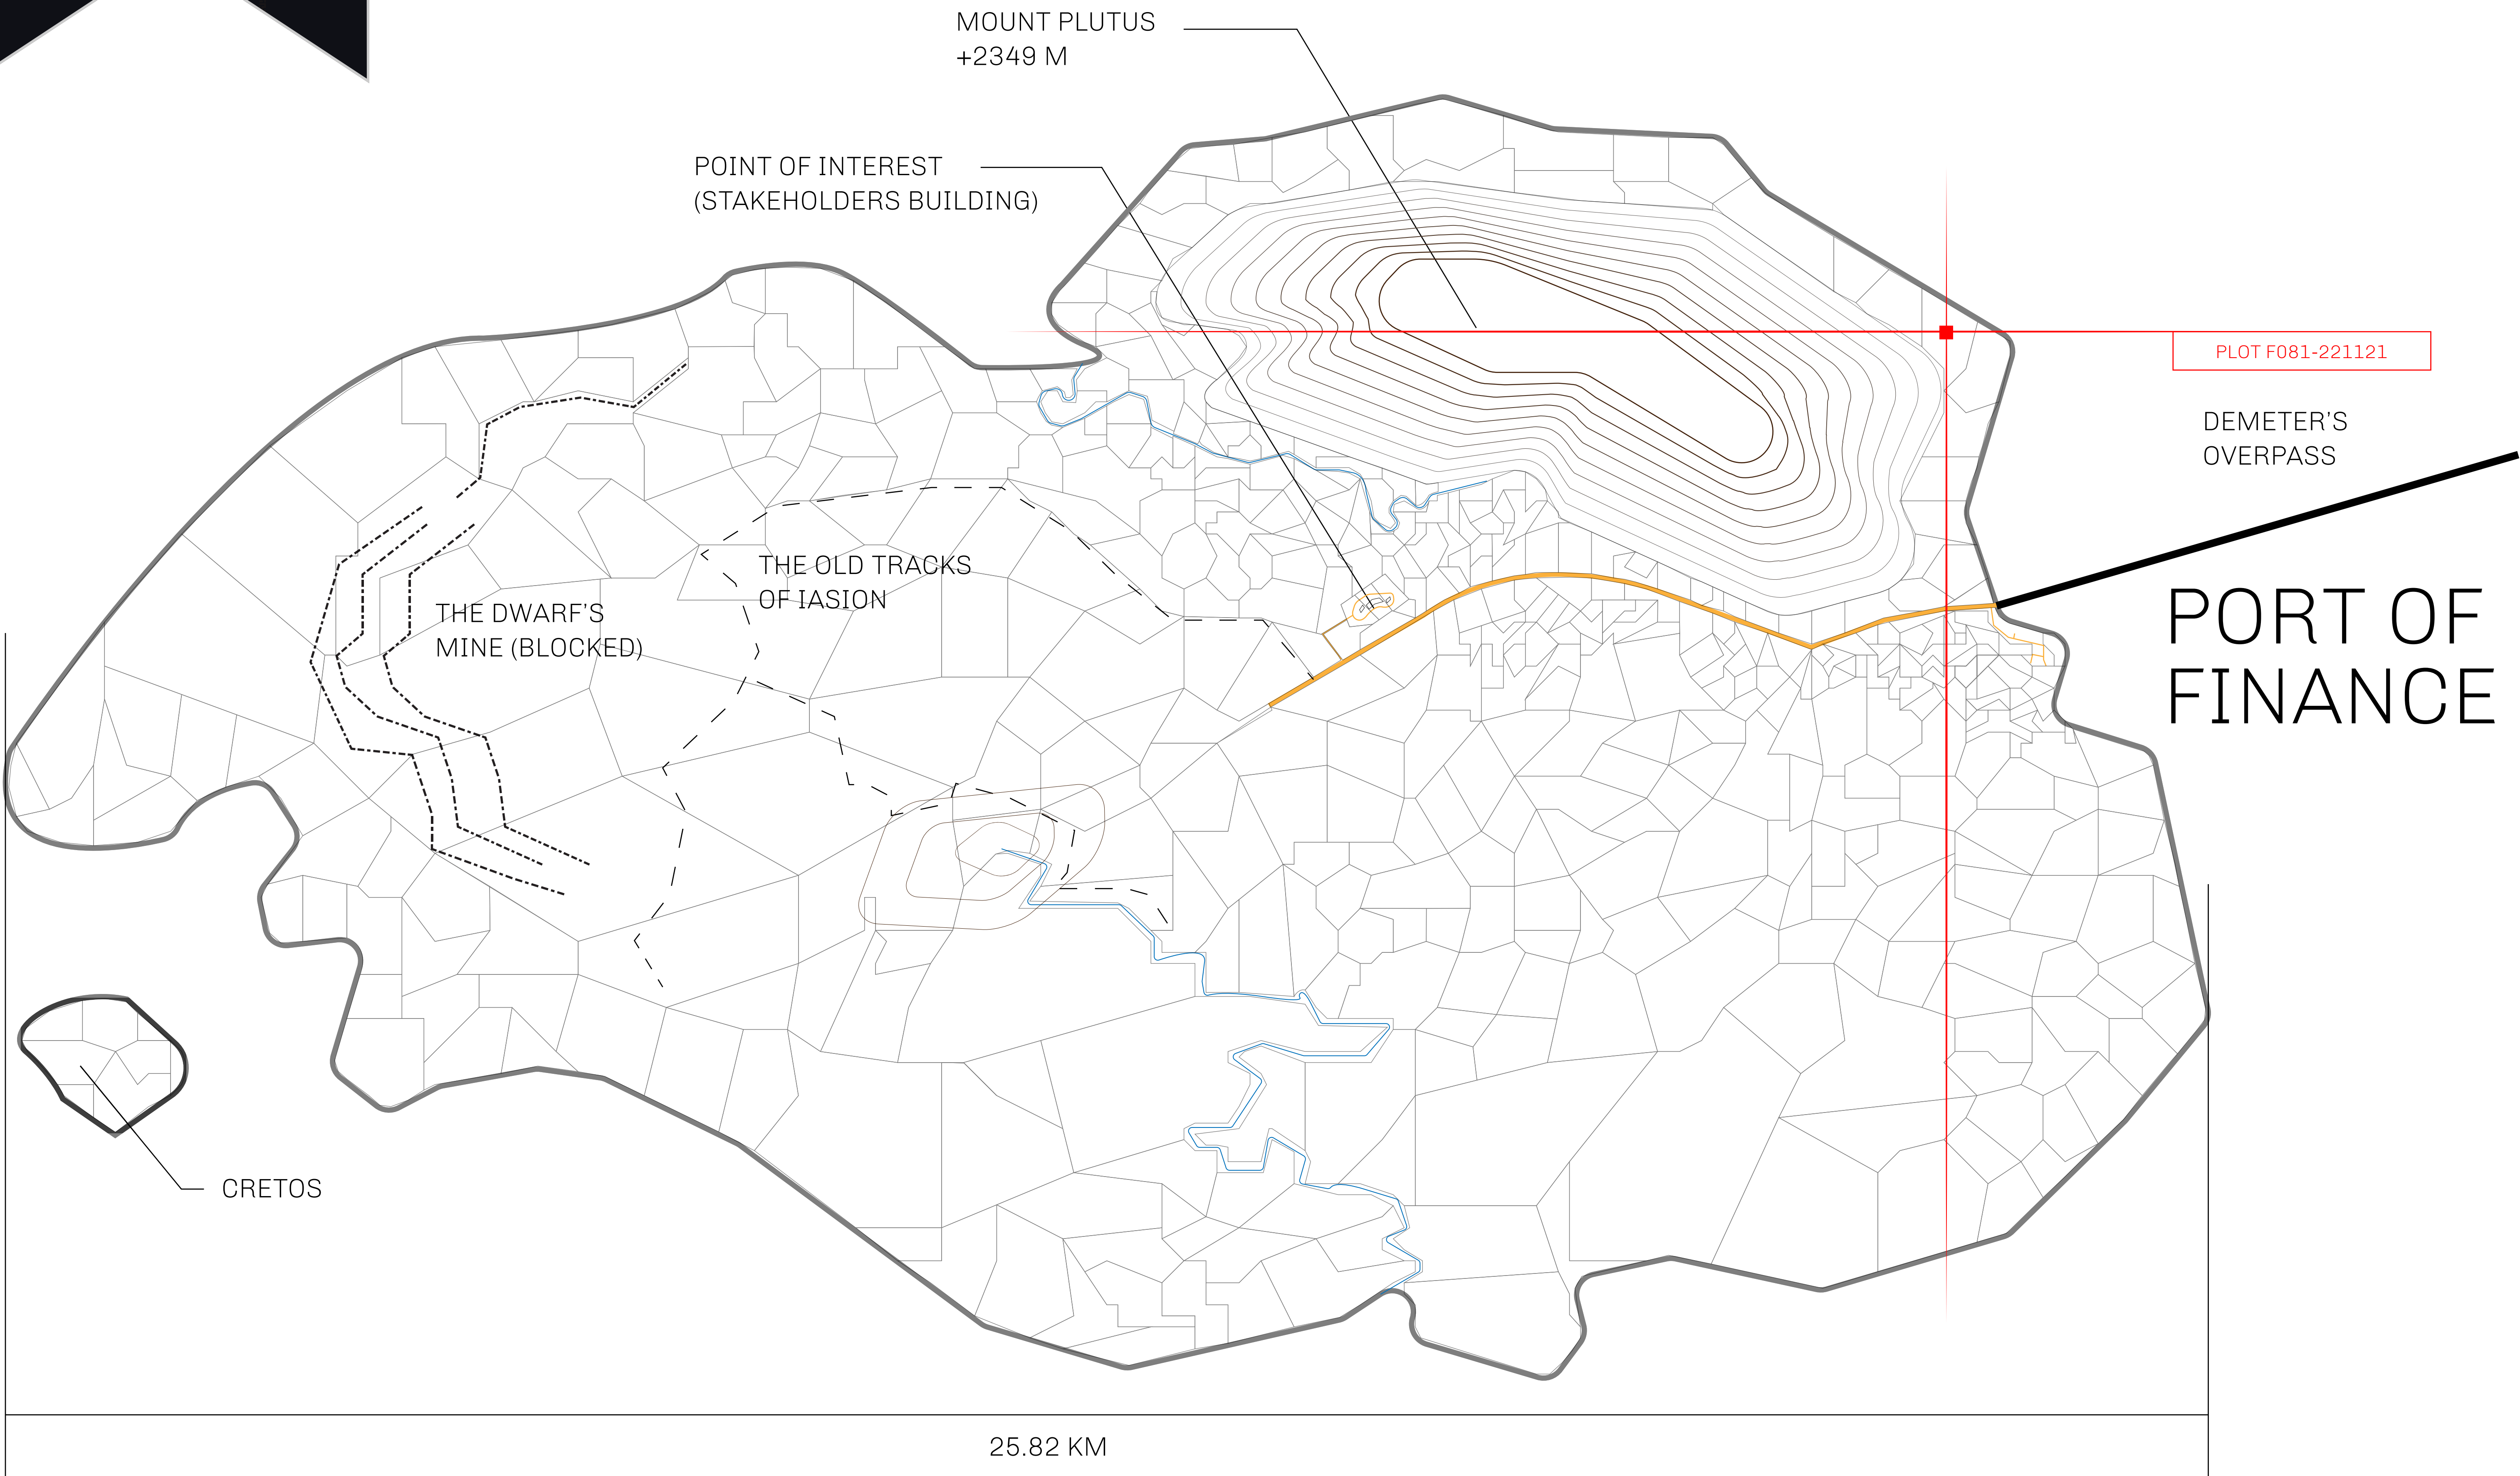 MOUNT PLUTUS
+2349 M
POINT OF INTEREST
(STAKEHOLDERS BUILDING)
PLOT F081-221121
DEMETER'S
OVERPASS
THE OLD TRACKS
OF IASION
THE DWARF'S
MINE (BLOCKED)
PORT OF
FINANCE
CRETOS
25.82 KM